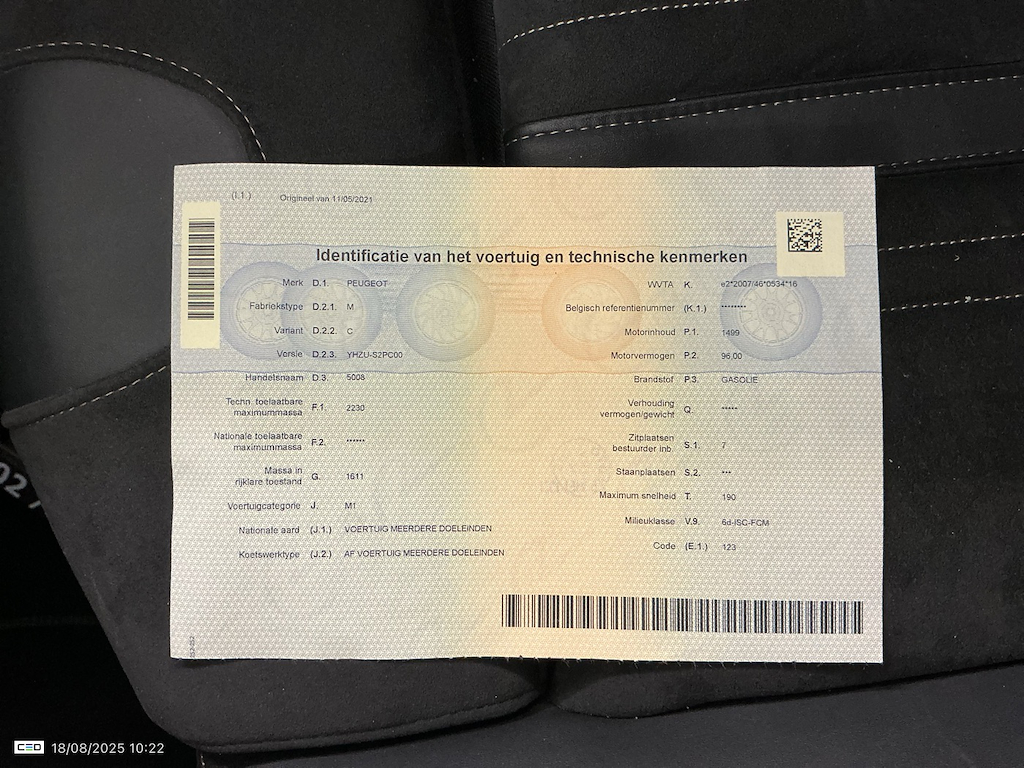 (I.1.) Origineel van 11/05/2021
Identificatie van het voertuig en technische kenmerken
Merk D.1. PEUGEOT
Fabriekstype D.2.1. M
Variant D.2.2. C
Versie D.2.3. YHZU-S2PC00
Handelsnaam D.3. 5008
Techn. toelaatbare
maximummassa F.1. 2230
Nationale toelaatbare
maximummassa F.2. ******
Massa in
rijklare toestand G. 1611
Voertuigcategorie J. M1
Nationale aard (J.1.) VOERTUIG MEERDERE DOELEINDEN
Koetswerktype (J.2.) AF VOERTUIG MEERDERE DOELEINDEN
WVTA K. e2*2007/46*0534*16
Belgisch referentienummer (K.1.) ********
Motorinhoud P.1. 1499
Motorvermogen P.2. 96,00
Brandstof P.3. GASOLIE
Verhouding
vermogen/gewicht Q. *****
Zitplaatsen
bestuurder inb. S.1. 7
Staanplaatsen S.2. ***
Maximum snelheid T. 190
Milieuklasse V.9. 6d-ISC-FCM
Code (E.1.) 123
CED 18/08/2025 10:22